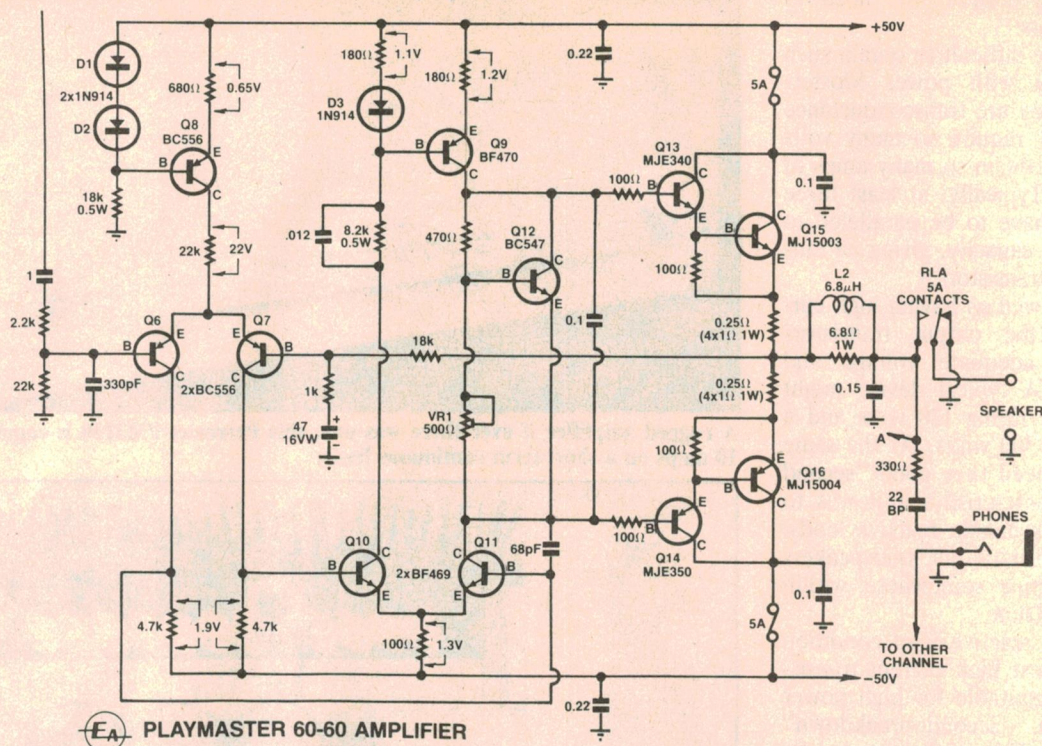 +50V
D1
2x1N914
D2
680Ω
0.65V
Q8
BC556
B
E
C
18k
0.5W
22k
22V
180Ω
1.1V
D3
1N914
180Ω
1.2V
Q9
BF470
B
E
C
0.22
5A
.012
8.2k
0.5W
470Ω
Q12
BC547
B
C
E
0.1
100Ω
Q13
MJE340
B
C
E
0.1
100Ω
Q15
MJ15003
B
C
E
0.25Ω
(4x1Ω 1W)
L2
6.8µH
6.8Ω
1W
0.15
RLA
5A
CONTACTS
SPEAKER
1
2.2k
22k
330pF
Q6
B
E
C
Q7
E
B
C
2xBC556
18k
1k
47
16VW
VR1
500Ω
0.25Ω
(4x1Ω 1W)
100Ω
Q16
MJ15004
B
E
C
A
330Ω
22
BP
PHONES
100Ω
B
E
C
Q14
MJE350
68pF
Q10
B
C
E
Q11
C
B
E
2xBF469
4.7k
1.9V
4.7k
100Ω
1.3V
0.1
5A
0.22
TO OTHER
CHANNEL
−50V
EA PLAYMASTER 60-60 AMPLIFIER